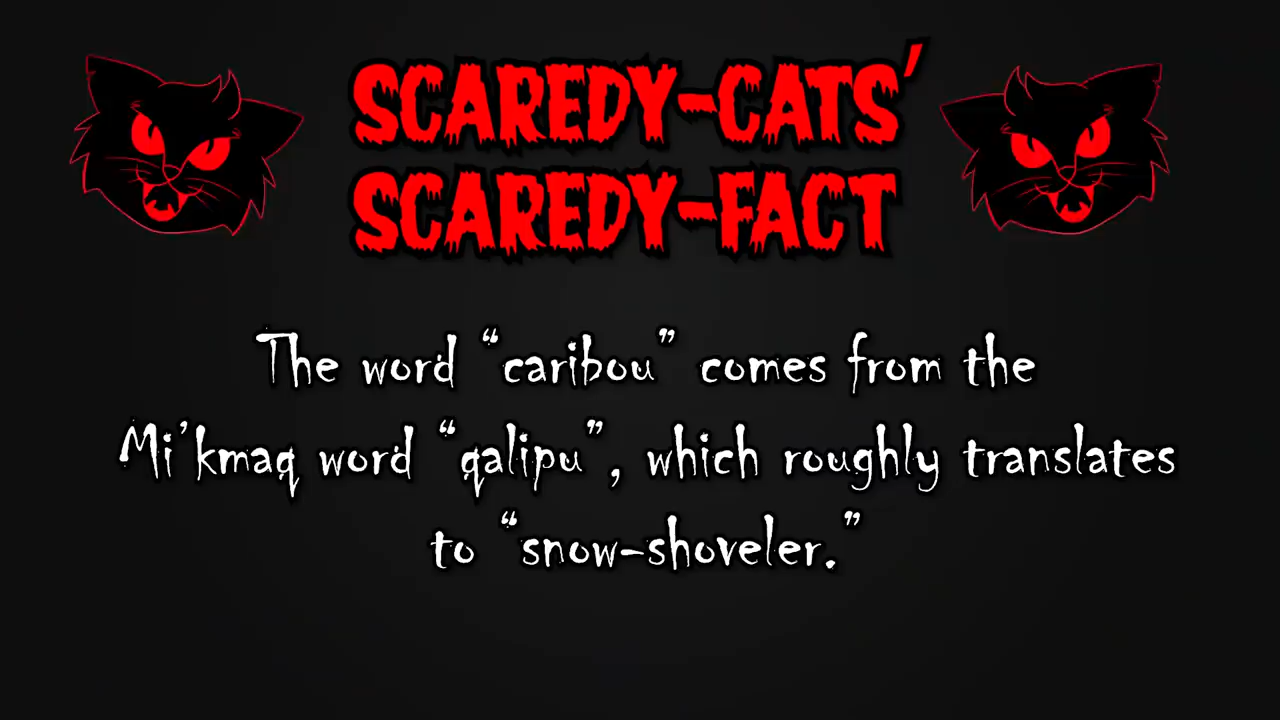 SCAREDY-CATS'
SCAREDY-FACT
The word “caribou” comes from the
Mi'kmaq word “qalipu”, which roughly translates
to “snow-shoveler.”